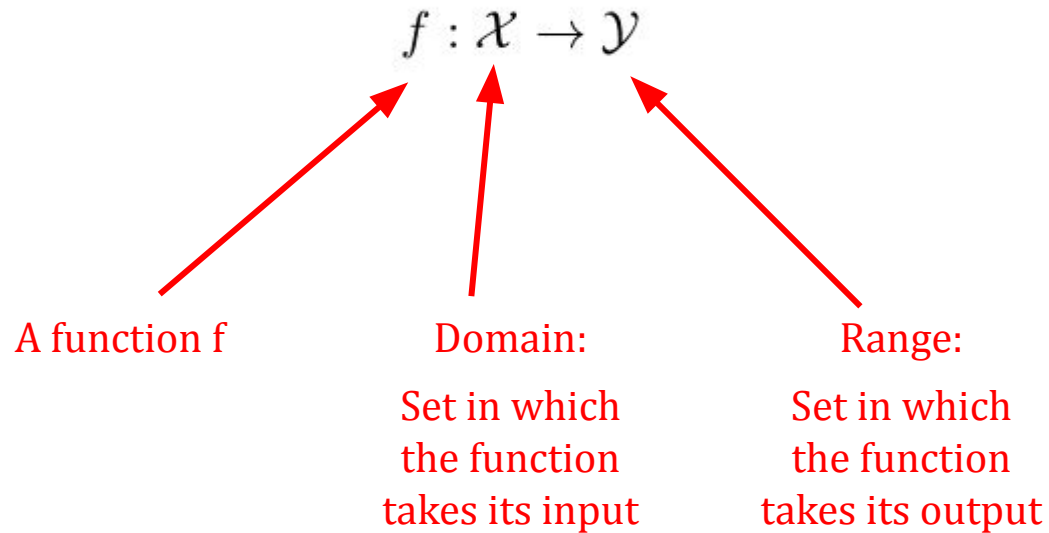 f : 𝒳 → 𝒴
A function f
Domain:
Set in which
the function
takes its input
Range:
Set in which
the function
takes its output